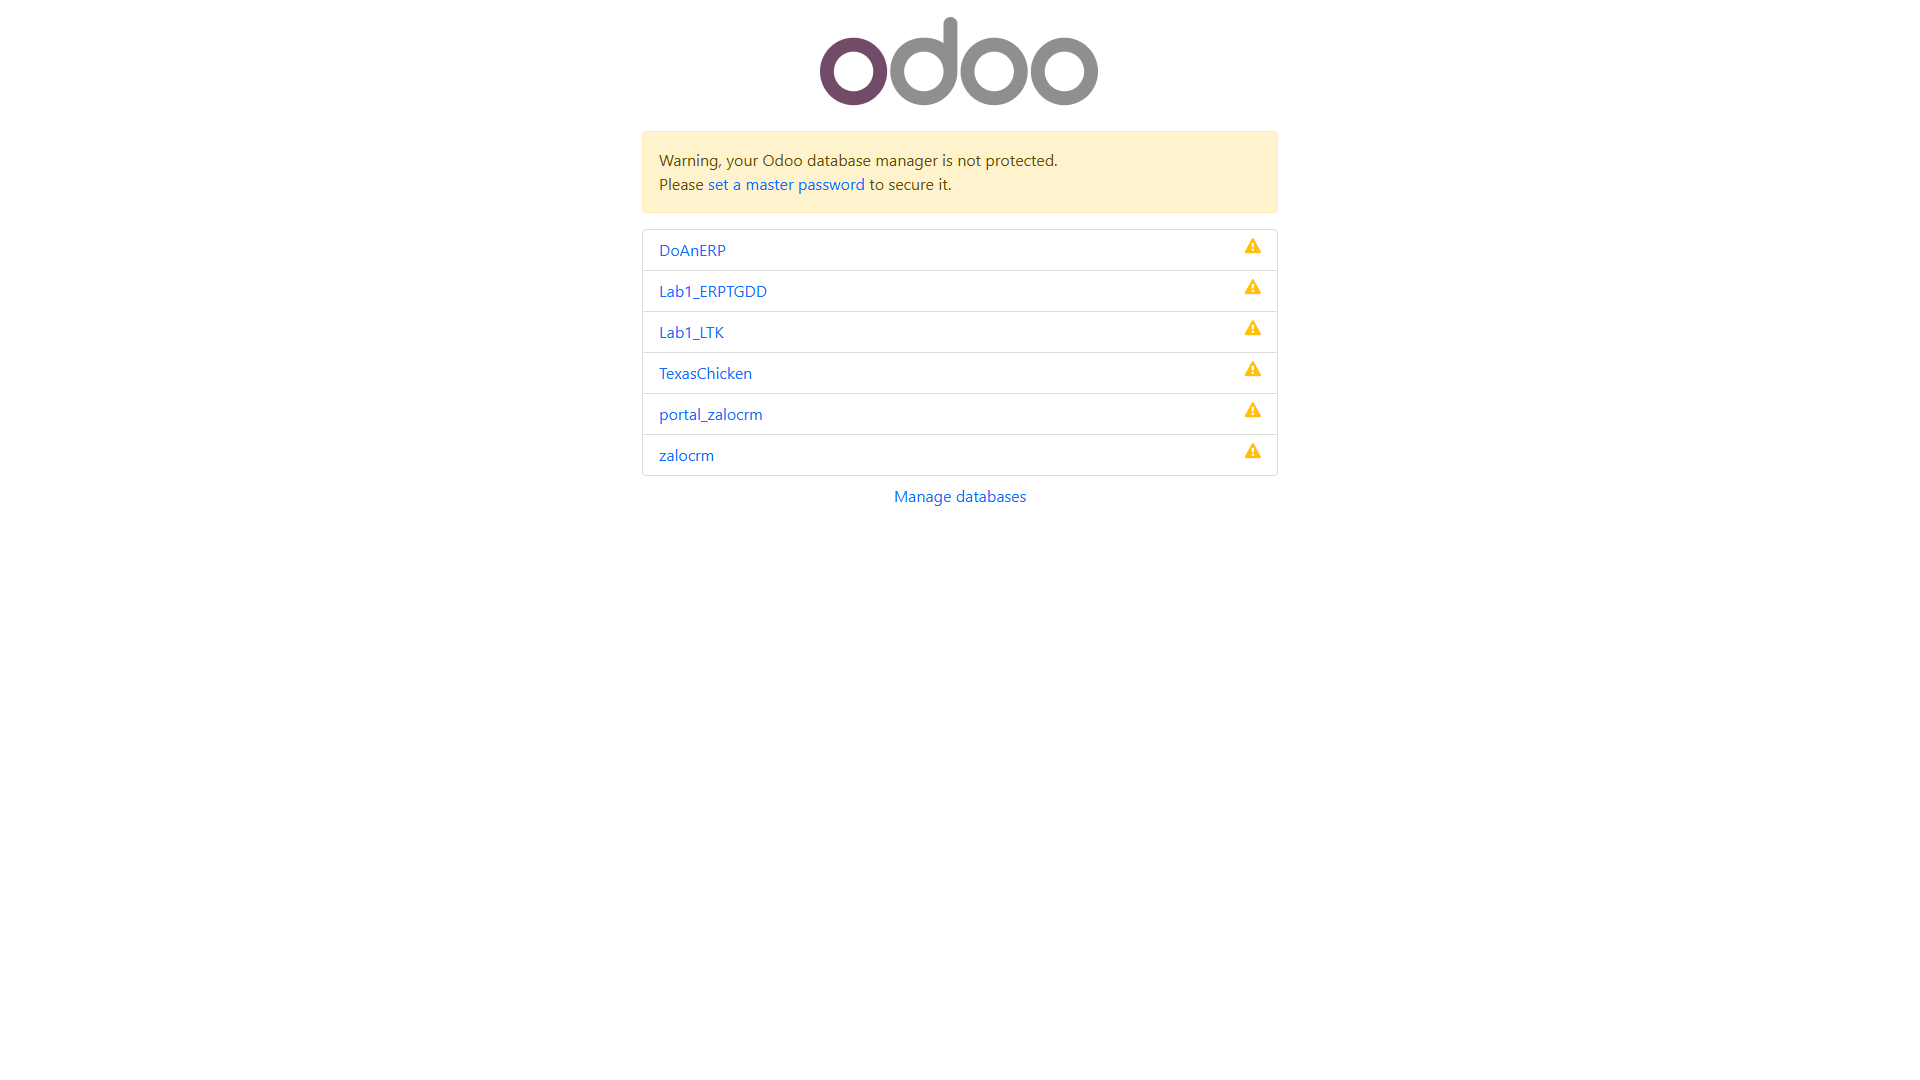 odoo
Warning, your Odoo database manager is not protected.
Please set a master password to secure it.
DoAnERP
Lab1_ERPTGDD
Lab1_LTK
TexasChicken
portal_zalocrm
zalocrm
Manage databases